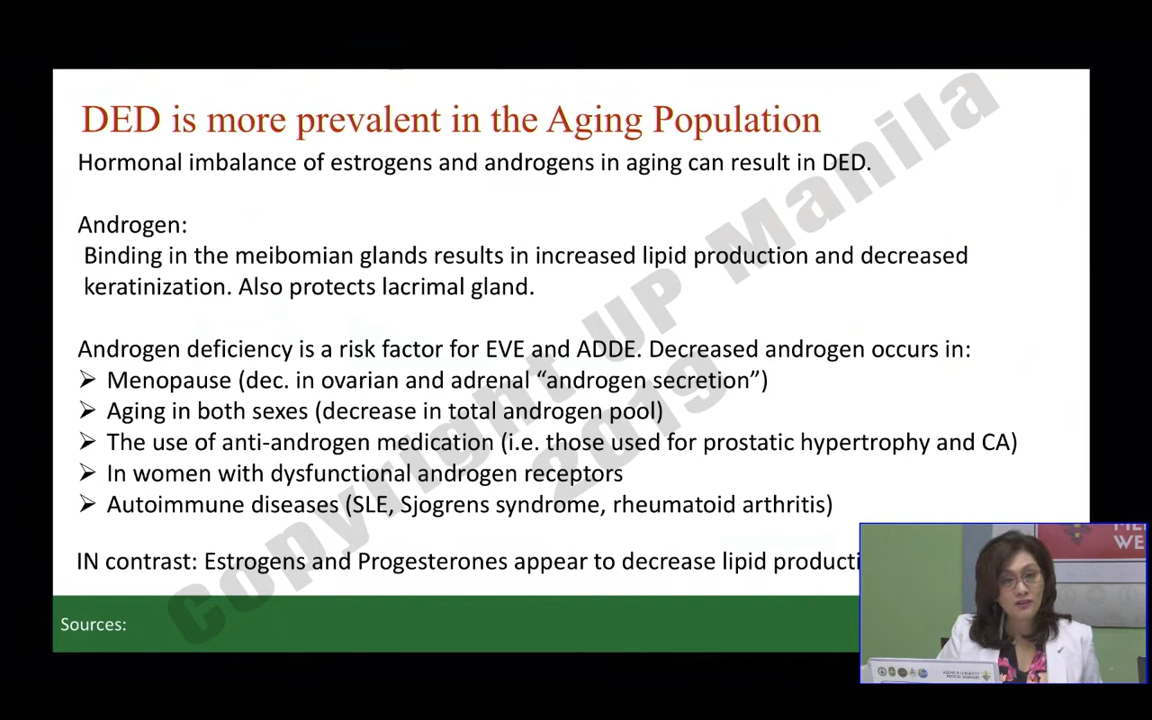 DED is more prevalent in the Aging Population
Hormonal imbalance of estrogens and androgens in aging can result in DED.
Androgen:
Binding in the meibomian glands results in increased lipid production and decreased
keratinization. Also protects lacrimal gland.
Androgen deficiency is a risk factor for EVE and ADDE. Decreased androgen occurs in:
➢ Menopause (dec. in ovarian and adrenal “androgen secretion”)
➢ Aging in both sexes (decrease in total androgen pool)
➢ The use of anti-androgen medication (i.e. those used for prostatic hypertrophy and CA)
➢ In women with dysfunctional androgen receptors
➢ Autoimmune diseases (SLE, Sjogrens syndrome, rheumatoid arthritis)
IN contrast: Estrogens and Progesterones appear to decrease lipid producti
Sources:
Copyright UP Manila
2019
ME
WE